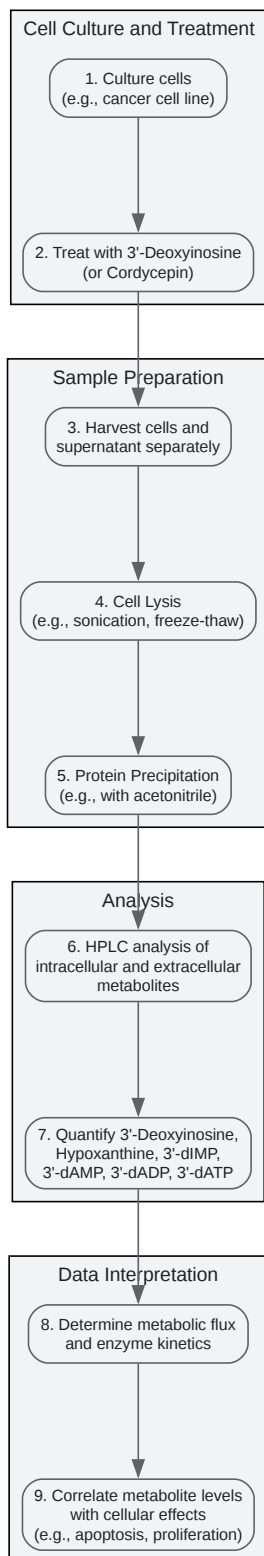 Cell Culture and Treatment
1. Culture cells
(e.g., cancer cell line)
2. Treat with 3'-Deoxyinosine
(or Cordycepin)
Sample Preparation
3. Harvest cells and
supernatant separately
4. Cell Lysis
(e.g., sonication, freeze-thaw)
5. Protein Precipitation
(e.g., with acetonitrile)
Analysis
6. HPLC analysis of
intracellular and extracellular
metabolites
7. Quantify 3'-Deoxyinosine,
Hypoxanthine, 3'-dIMP,
3'-dAMP, 3'-dADP, 3'-dATP
Data Interpretation
8. Determine metabolic flux
and enzyme kinetics
9. Correlate metabolite levels
with cellular effects
(e.g., apoptosis, proliferation)